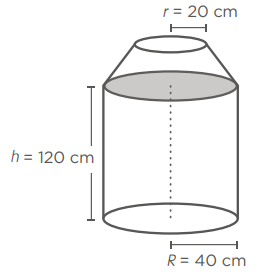 r = 20 cm
h = 120 cm
R = 40 cm